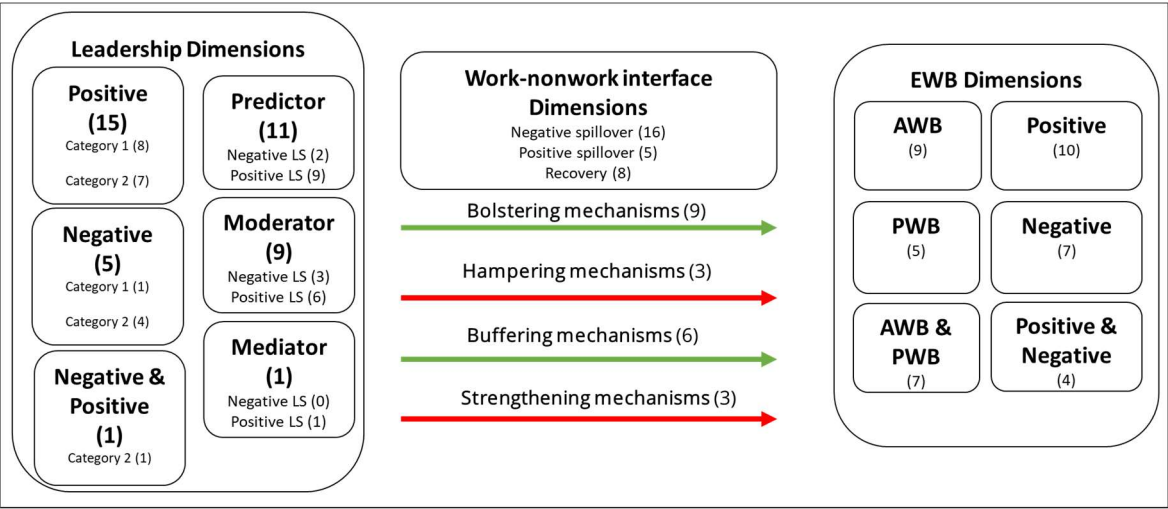 Leadership Dimensions
Positive
(15)
Category 1 (8)
Category 2 (7)
Negative
(5)
Category 1 (1)
Category 2 (4)
Negative &
Positive
(1)
Category 2 (1)
Predictor
(11)
Negative LS (2)
Positive LS (9)
Moderator
(9)
Negative LS (3)
Positive LS (6)
Mediator
(1)
Negative LS (0)
Positive LS (1)
Work-nonwork interface
Dimensions
Negative spillover (16)
Positive spillover (5)
Recovery (8)
Bolstering mechanisms (9)
Hampering mechanisms (3)
Buffering mechanisms (6)
Strengthening mechanisms (3)
EWB Dimensions
AWB
(9)
Positive
(10)
PWB
(5)
Negative
(7)
AWB &
PWB
(7)
Positive &
Negative
(4)